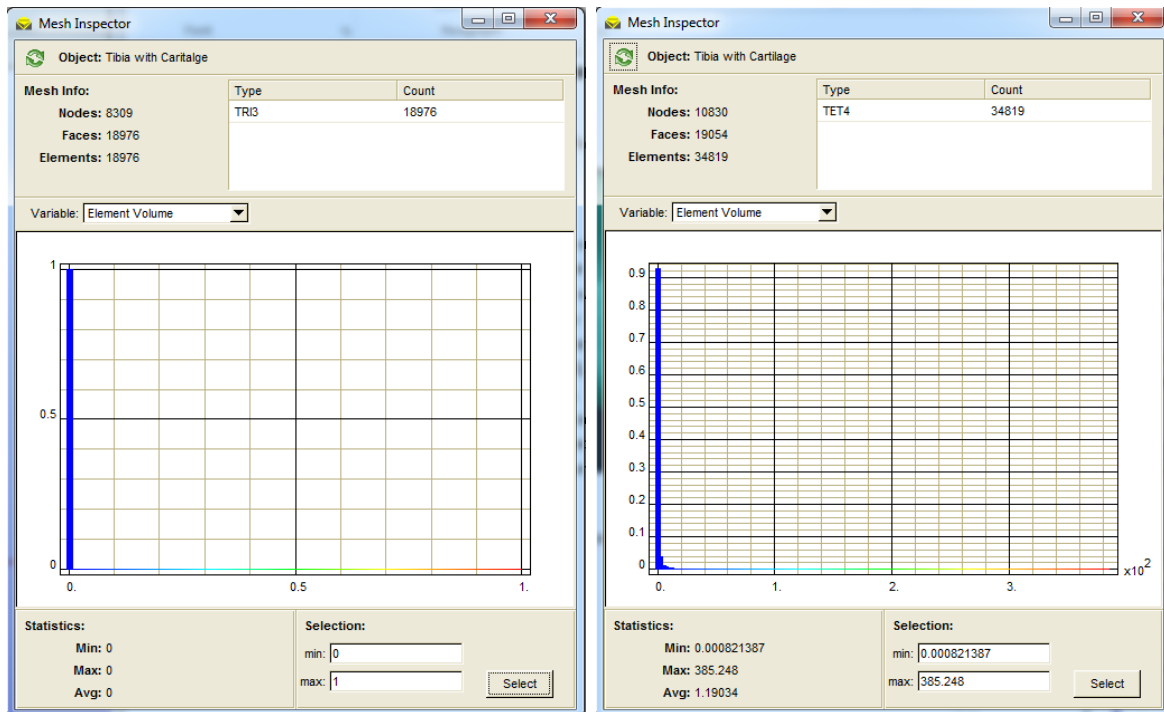 Mesh Inspector
Object: Tibia with Caritalge
Mesh Info:
Nodes: 8309
Faces: 18976
Elements: 18976
Type Count
TRI3 18976
Variable: Element Volume
1
0.5
0
0. 0.5 1.
Statistics:
Min: 0
Max: 0
Avg: 0
Selection:
min: 0
max: 1
Select
Mesh Inspector
Object: Tibia with Cartilage
Mesh Info:
Nodes: 10830
Faces: 19054
Elements: 34819
Type Count
TET4 34819
Variable: Element Volume
0.9
0.8
0.7
0.6
0.5
0.4
0.3
0.2
0.1
0
0. 1. 2. 3. x10^2
Statistics:
Min: 0.000821387
Max: 385.248
Avg: 1.19034
Selection:
min: 0.000821387
max: 385.248
Select